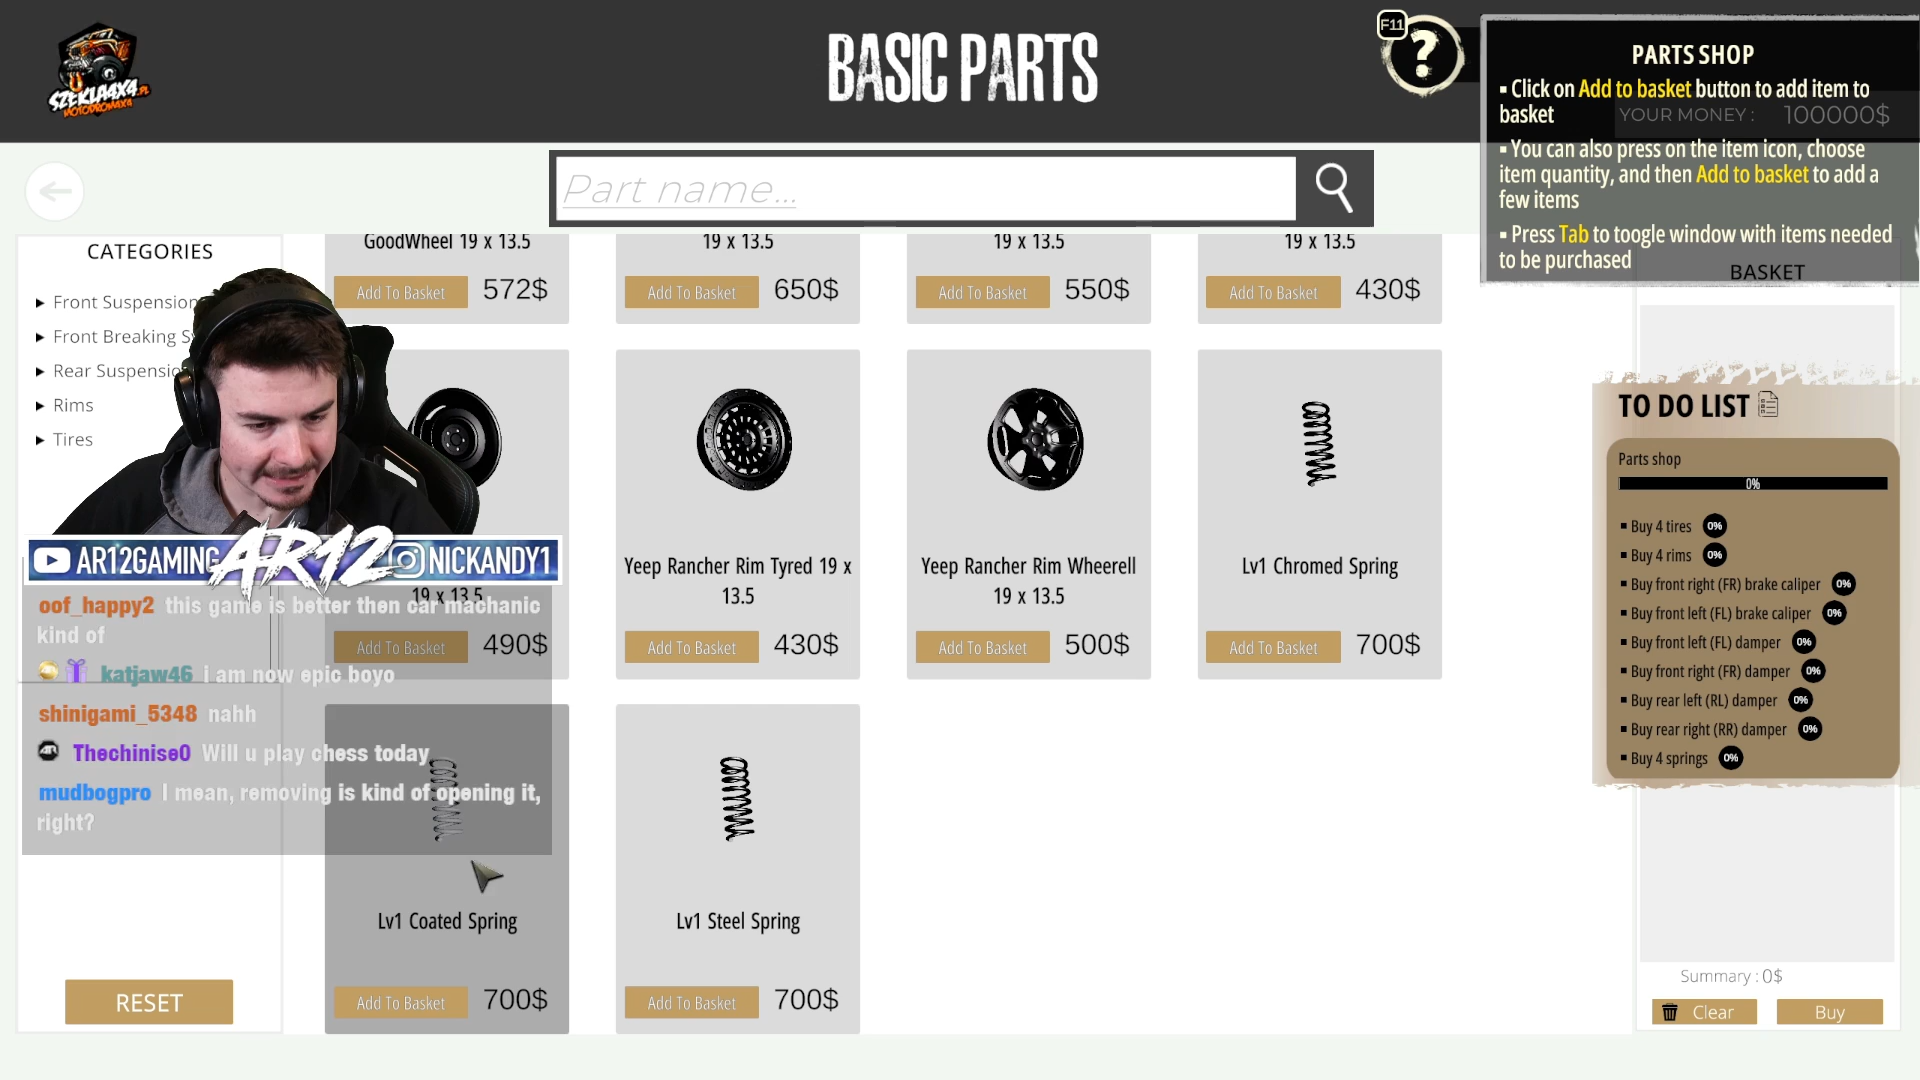 SZEKLA4X4.PL
MOTODROMAX4
BASIC PARTS
F11
?
PARTS SHOP
▪ Click on Add to basket button to add item to
basket
YOUR MONEY : 100000$
▪ You can also press on the item icon, choose
item quantity, and then Add to basket to add a
few items
▪ Press Tab to toogle window with items needed
to be purchased
Part name...
CATEGORIES
Front Suspension
Front Breaking S
Rear Suspensio
Rims
Tires
RESET
GoodWheel 19 x 13.5
Add To Basket 572$
19 x 13.5
Add To Basket 650$
19 x 13.5
Add To Basket 550$
19 x 13.5
Add To Basket 430$
19 x 13.5
Add To Basket 490$
Yeep Rancher Rim Tyred 19 x
13.5
Add To Basket 430$
Yeep Rancher Rim Wheerell
19 x 13.5
Add To Basket 500$
Lv1 Chromed Spring
Add To Basket 700$
Lv1 Coated Spring
Add To Basket 700$
Lv1 Steel Spring
Add To Basket 700$
AR12GAMING AR12 NICKANDY1
oof_happy2 this game is better then car machanic
kind of
katjaw46 i am now epic boyo
shinigami_5348 nahh
Thechinise0 Will u play chess today
mudbogpro I mean, removing is kind of opening it,
right?
BASKET
TO DO LIST
Parts shop
0%
▪ Buy 4 tires 0%
▪ Buy 4 rims 0%
▪ Buy front right (FR) brake caliper 0%
▪ Buy front left (FL) brake caliper 0%
▪ Buy front left (FL) damper 0%
▪ Buy front right (FR) damper 0%
▪ Buy rear left (RL) damper 0%
▪ Buy rear right (RR) damper 0%
▪ Buy 4 springs 0%
Summary : 0$
Clear
Buy